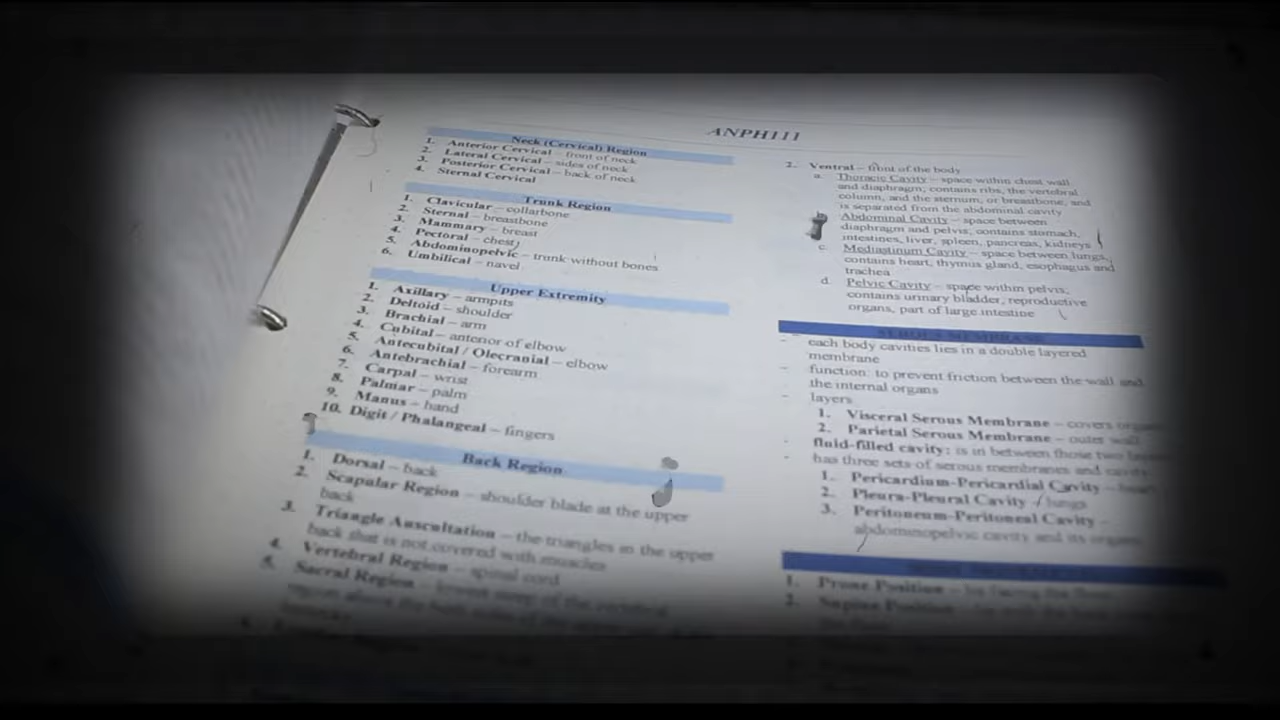 ANPH111
Neck (Cervical) Region
1. Anterior Cervical – front of neck
2. Lateral Cervical – sides of neck
3. Posterior Cervical – back of neck
4. Sternal Cervical
Trunk Region
1. Clavicular – collarbone
2. Sternal – breastbone
3. Mammary – breast
4. Pectoral – chest
5. Abdominopelvic – trunk without bones
6. Umbilical – navel
Upper Extremity
1. Axillary – armpits
2. Deltoid – shoulder
3. Brachial – arm
4. Cubital – anterior of elbow
5. Antecubital / Olecranial – elbow
6. Antebrachial – forearm
7. Carpal – wrist
8. Palmar – palm
9. Manus – hand
10. Digit / Phalangeal – fingers
Back Region
1. Dorsal – back
2. Scapular Region – shoulder blade at the upper
back
3. Triangle Auscultation – the triangles in the upper
back that is not covered with muscles
4. Vertebral Region – spinal cord
5. Sacral Region –
2. Ventral – front of the body
a. Thoracic Cavity – space within chest wall
and diaphragm; contains ribs, the vertebral
column, and the sternum, or breastbone, and
is separated from the abdominal cavity
Abdominal Cavity – space between
diaphragm and pelvis; contains stomach,
intestines, liver, spleen, pancreas, kidneys
c. Mediastinum Cavity – space between lungs,
contains heart, thymus gland, esophagus and
trachea
d. Pelvic Cavity – space within pelvis;
contains urinary bladder, reproductive
organs, part of large intestine
SEROUS MEMBRANE
- each body cavities lies in a double layered
membrane
- function: to prevent friction between the wall and
the internal organs
- layers
1. Visceral Serous Membrane – covers
2. Parietal Serous Membrane – outer wall
- fluid-filled cavity: is in between those two
- has three sets of serous membranes and cavity
1. Pericardium-Pericardial Cavity –
2. Pleura-Pleural Cavity – lungs
3. Peritoneum-Peritoneal Cavity –
abdominopelvic cavity and its
1. Prone Position –
2. Supine Position –